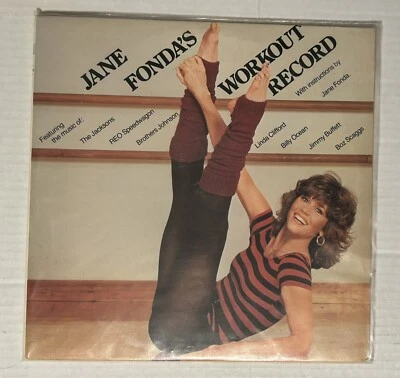 JANE FONDA'S
WORKOUT RECORD
With instructions by
Jane Fonda.
Featuring
the music of:
The Jacksons
REO Speedwagon
Brothers Johnson
Linda Clifford
Billy Ocean
Jimmy Buffett
Boz Scaggs